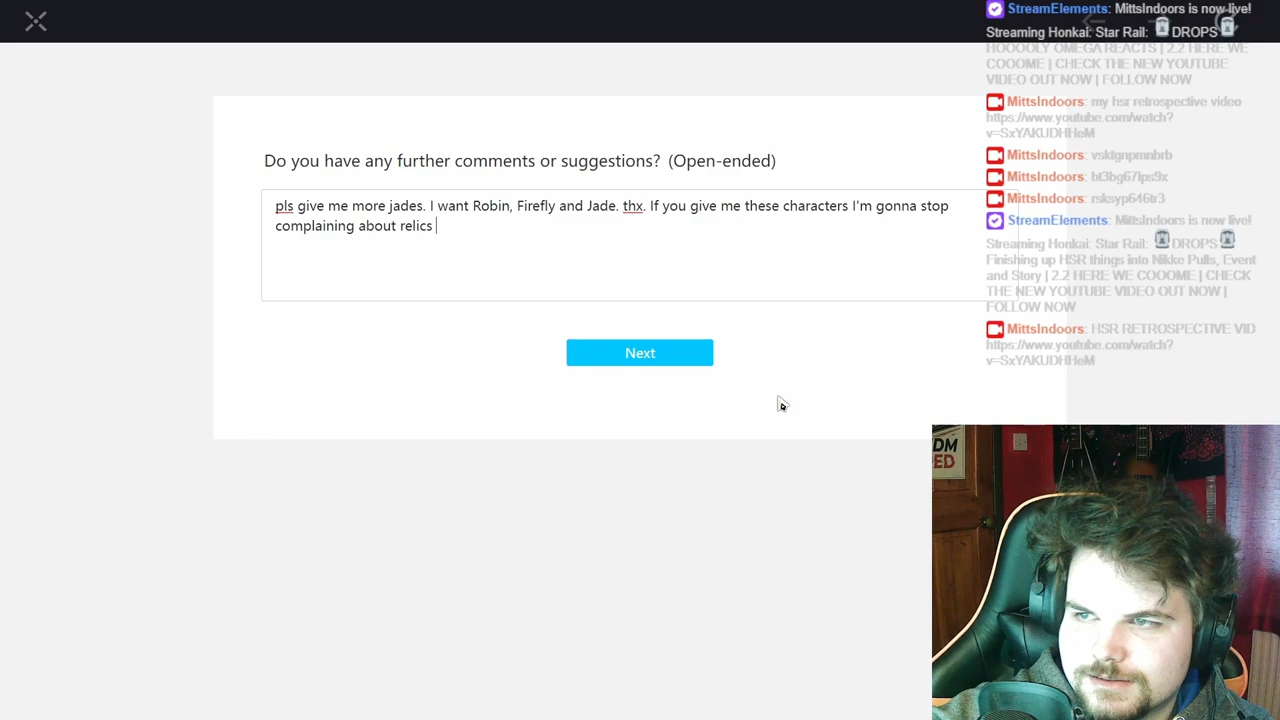 Do you have any further comments or suggestions? (Open-ended)
pls give me more jades. I want Robin, Firefly and Jade. thx. If you give me these characters I'm gonna stop
complaining about relics
Next
StreamElements: MittsIndoors is now live!
Streaming Honkai: Star Rail: DROPS
HOOOOLY OMEGA REACTS | 2.2 HERE WE
COOOME | CHECK THE NEW YOUTUBE
VIDEO OUT NOW | FOLLOW NOW
MittsIndoors: my hsr retrospective video
https://www.youtube.com/watch?
v=SxYAKUDHHeM
MittsIndoors: vsktgnpmnbrb
MittsIndoors: bt3bg67lps9x
MittsIndoors: rsksyp646tr3
StreamElements: MittsIndoors is now live!
Streaming Honkai: Star Rail: DROPS
Finishing up HSR things into Nikke Pulls, Event
and Story | 2.2 HERE WE COOOME | CHECK
THE NEW YOUTUBE VIDEO OUT NOW |
FOLLOW NOW
MittsIndoors: HSR RETROSPECTIVE VID
https://www.youtube.com/watch?
v=SxYAKUDHHeM
DM
ED